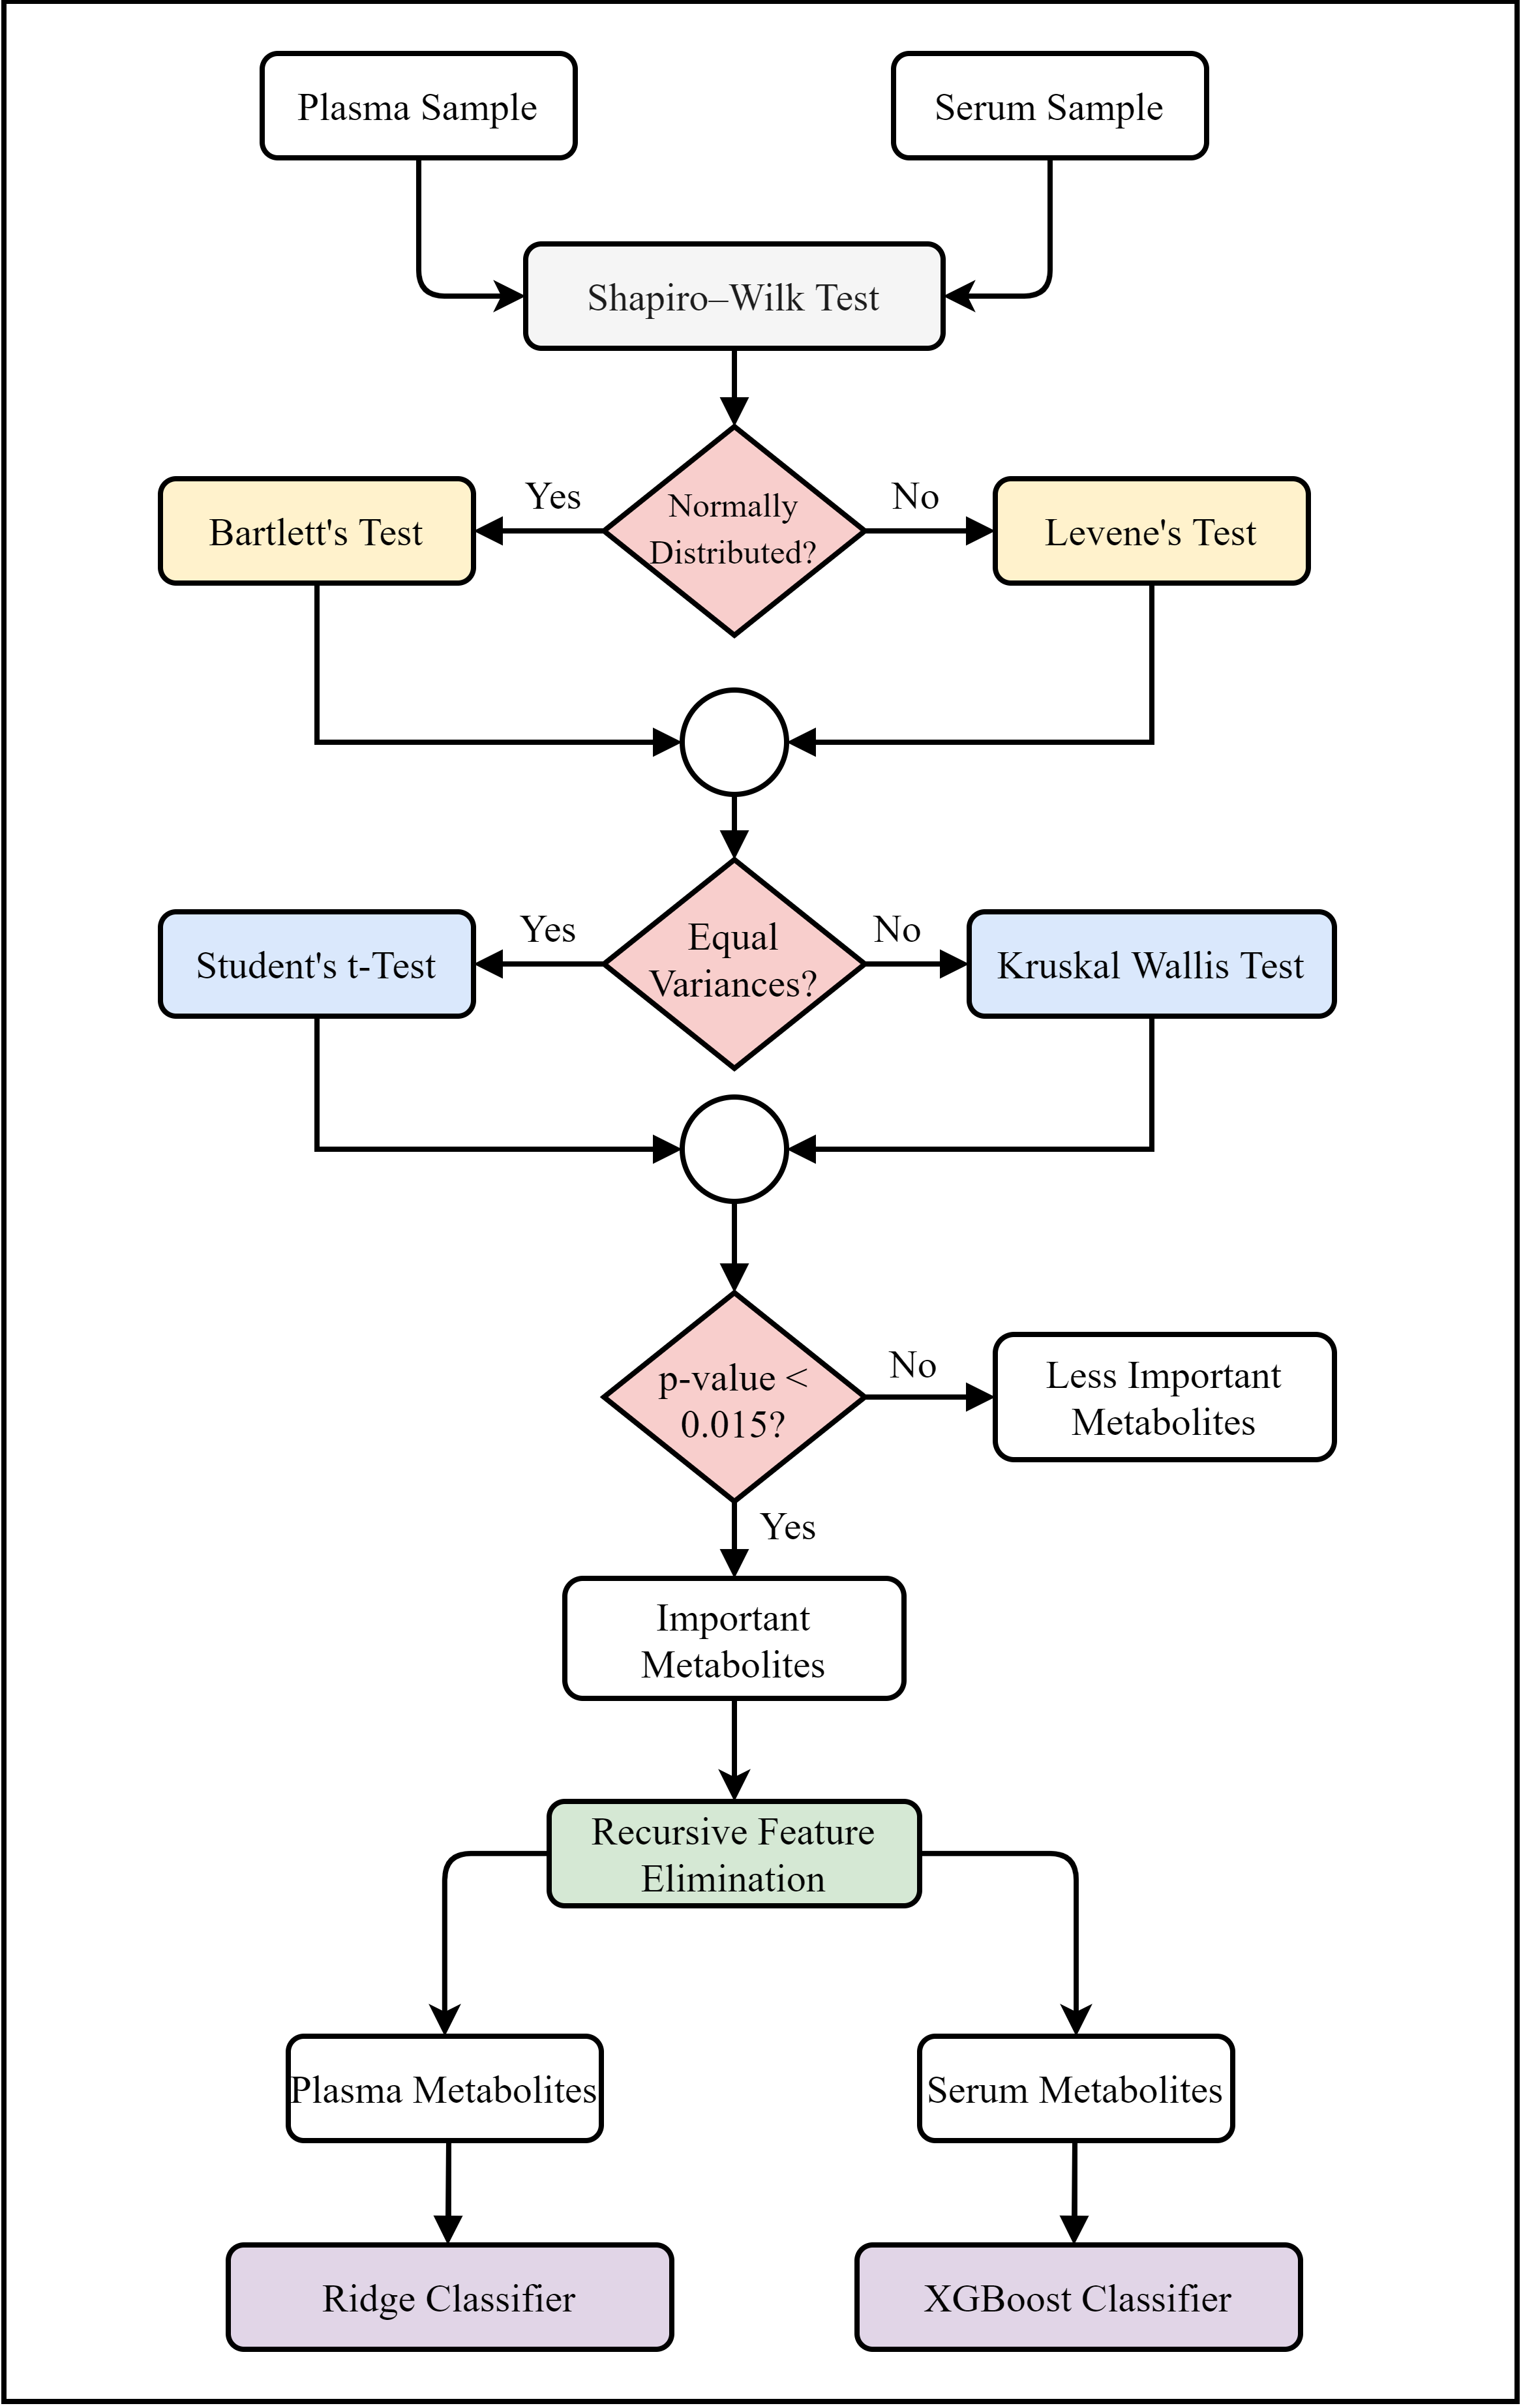 Plasma Sample
Serum Sample
Shapiro–Wilk Test
Yes
Normally
Distributed?
No
Bartlett's Test
Levene's Test
Yes
Equal
Variances?
No
Student's t-Test
Kruskal Wallis Test
p-value <
0.015?
No
Less Important
Metabolites
Yes
Important
Metabolites
Recursive Feature
Elimination
Plasma Metabolites
Serum Metabolites
Ridge Classifier
XGBoost Classifier